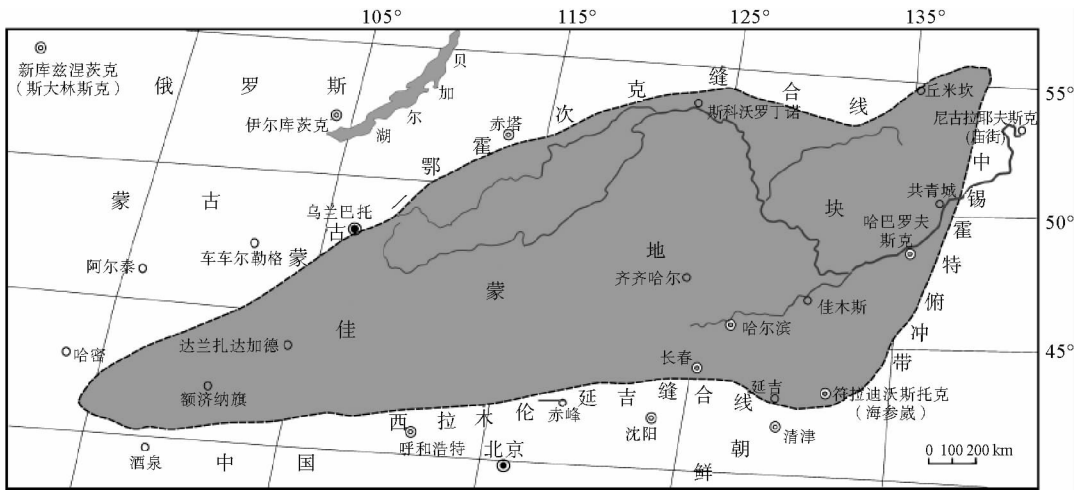 105° 115° 125° 135°
新库兹涅茨克
(斯大林斯克)
俄罗斯
贝加尔湖
伊尔库茨克
赤塔
蒙古鄂霍次克缝合线
斯科沃罗丁诺
丘米坎
55°
尼古拉耶夫斯克
(庙街)
共青城
中锡霍特俯冲带
哈巴罗夫
斯克
50°
蒙古
乌兰巴托
车车尔勒格
阿尔泰
佳蒙地块
齐齐哈尔
佳木斯
哈尔滨
哈密
达兰扎达加德
长春
45°
额济纳旗
延吉
符拉迪沃斯托克
(海参崴)
西拉木伦延吉缝合线
赤峰
沈阳
清津
呼和浩特
北京
酒泉
中国
朝鲜
0 100 200 km